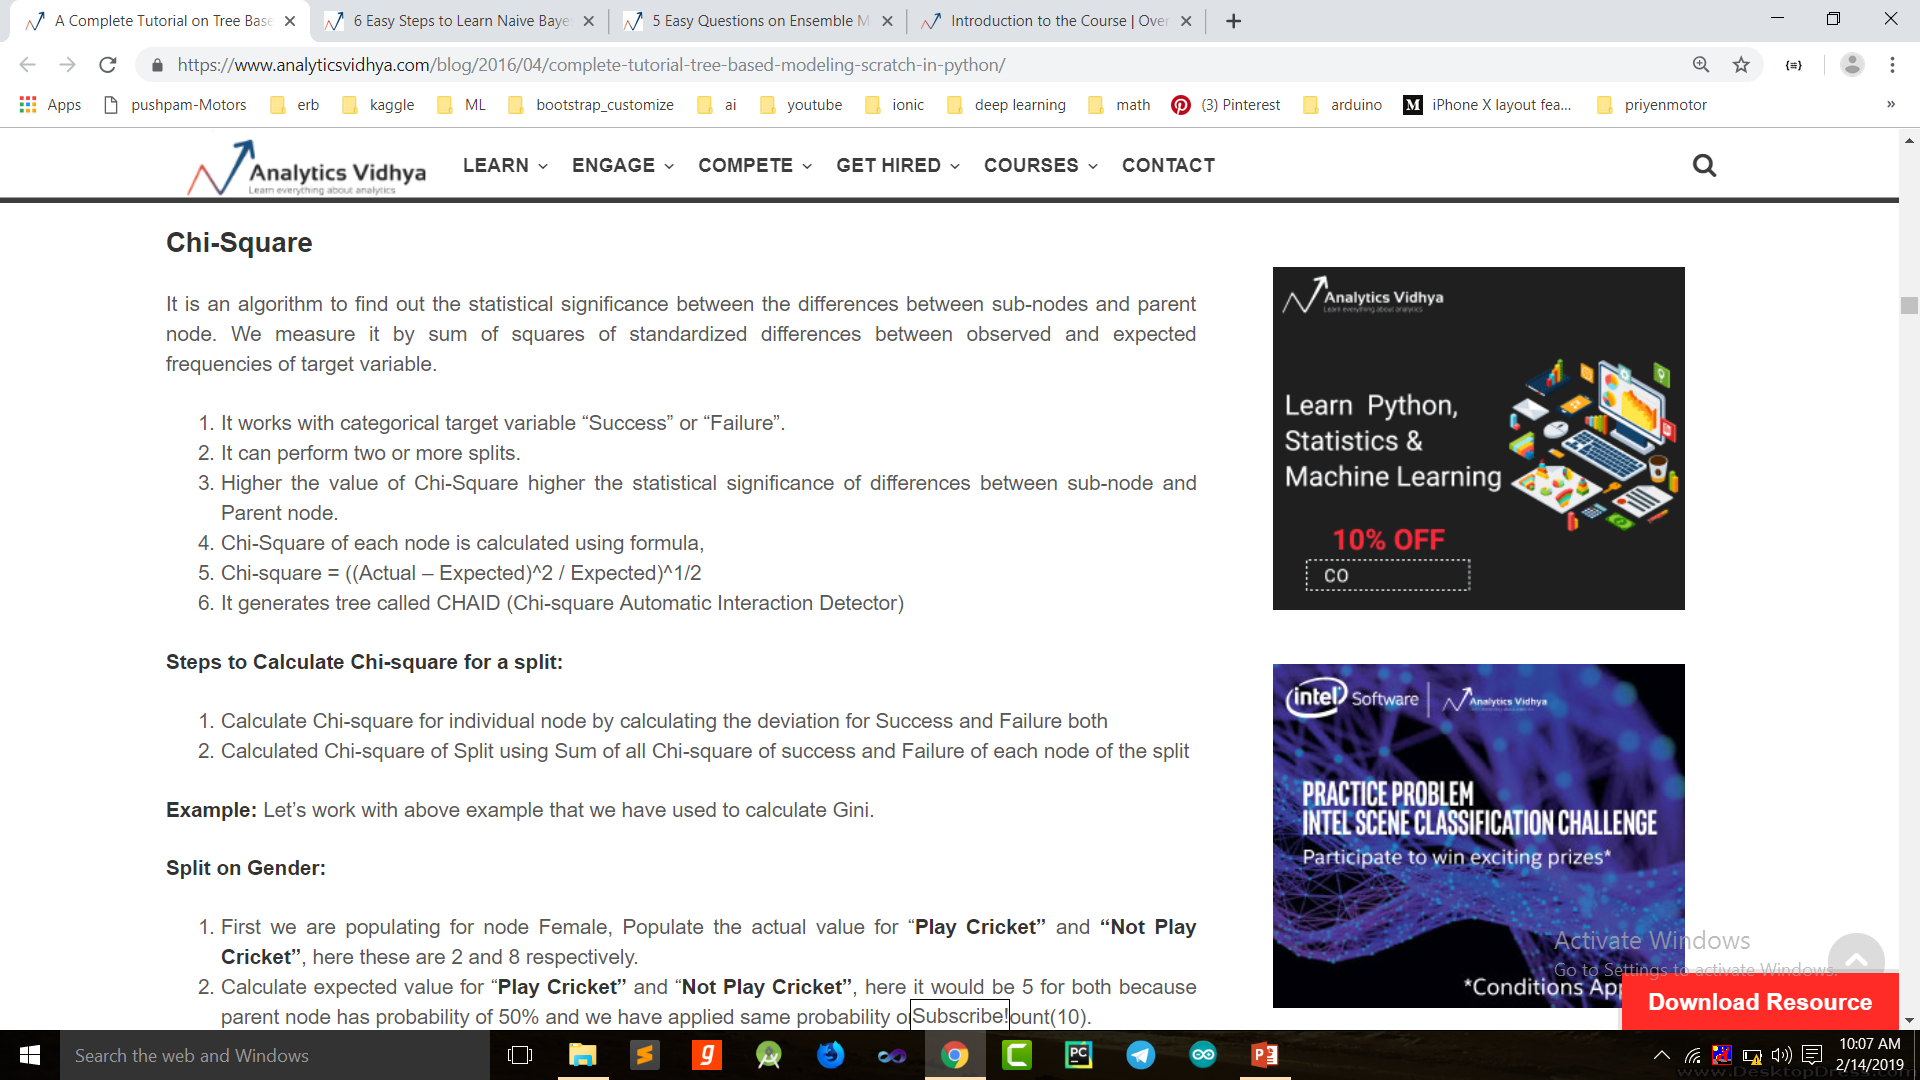 A Complete Tutorial on Tree Base
6 Easy Steps to Learn Naive Baye
5 Easy Questions on Ensemble M
Introduction to the Course | Over
https://www.analyticsvidhya.com/blog/2016/04/complete-tutorial-tree-based-modeling-scratch-in-python/
Apps pushpam-Motors erb kaggle ML bootstrap_customize ai youtube ionic deep learning math (3) Pinterest arduino M iPhone X layout fea... priyenmotor »
Analytics Vidhya
Learn everything about analytics
LEARN ENGAGE COMPETE GET HIRED COURSES CONTACT
Chi-Square
It is an algorithm to find out the statistical significance between the differences between sub-nodes and parent
node. We measure it by sum of squares of standardized differences between observed and expected
frequencies of target variable.
1. It works with categorical target variable “Success” or “Failure”.
2. It can perform two or more splits.
3. Higher the value of Chi-Square higher the statistical significance of differences between sub-node and
Parent node.
4. Chi-Square of each node is calculated using formula,
5. Chi-square = ((Actual – Expected)^2 / Expected)^1/2
6. It generates tree called CHAID (Chi-square Automatic Interaction Detector)
Steps to Calculate Chi-square for a split:
1. Calculate Chi-square for individual node by calculating the deviation for Success and Failure both
2. Calculated Chi-square of Split using Sum of all Chi-square of success and Failure of each node of the split
Example: Let’s work with above example that we have used to calculate Gini.
Split on Gender:
1. First we are populating for node Female, Populate the actual value for “Play Cricket” and “Not Play
Cricket”, here these are 2 and 8 respectively.
2. Calculate expected value for “Play Cricket” and “Not Play Cricket”, here it would be 5 for both because
parent node has probability of 50% and we have applied same probability o
Subscribe!
ount(10).
Analytics Vidhya
Learn everything about analytics
Learn Python,
Statistics &
Machine Learning
10% OFF
CO
intel Software
Analytics Vidhya
PRACTICE PROBLEM
INTEL SCENE CLASSIFICATION CHALLENGE
Participate to win exciting prizes*
*Conditions Ap
Activate Windows
Go to Settings to activate Windows.
Download Resource
Search the web and Windows
g
PC
10:07 AM
2/14/2019